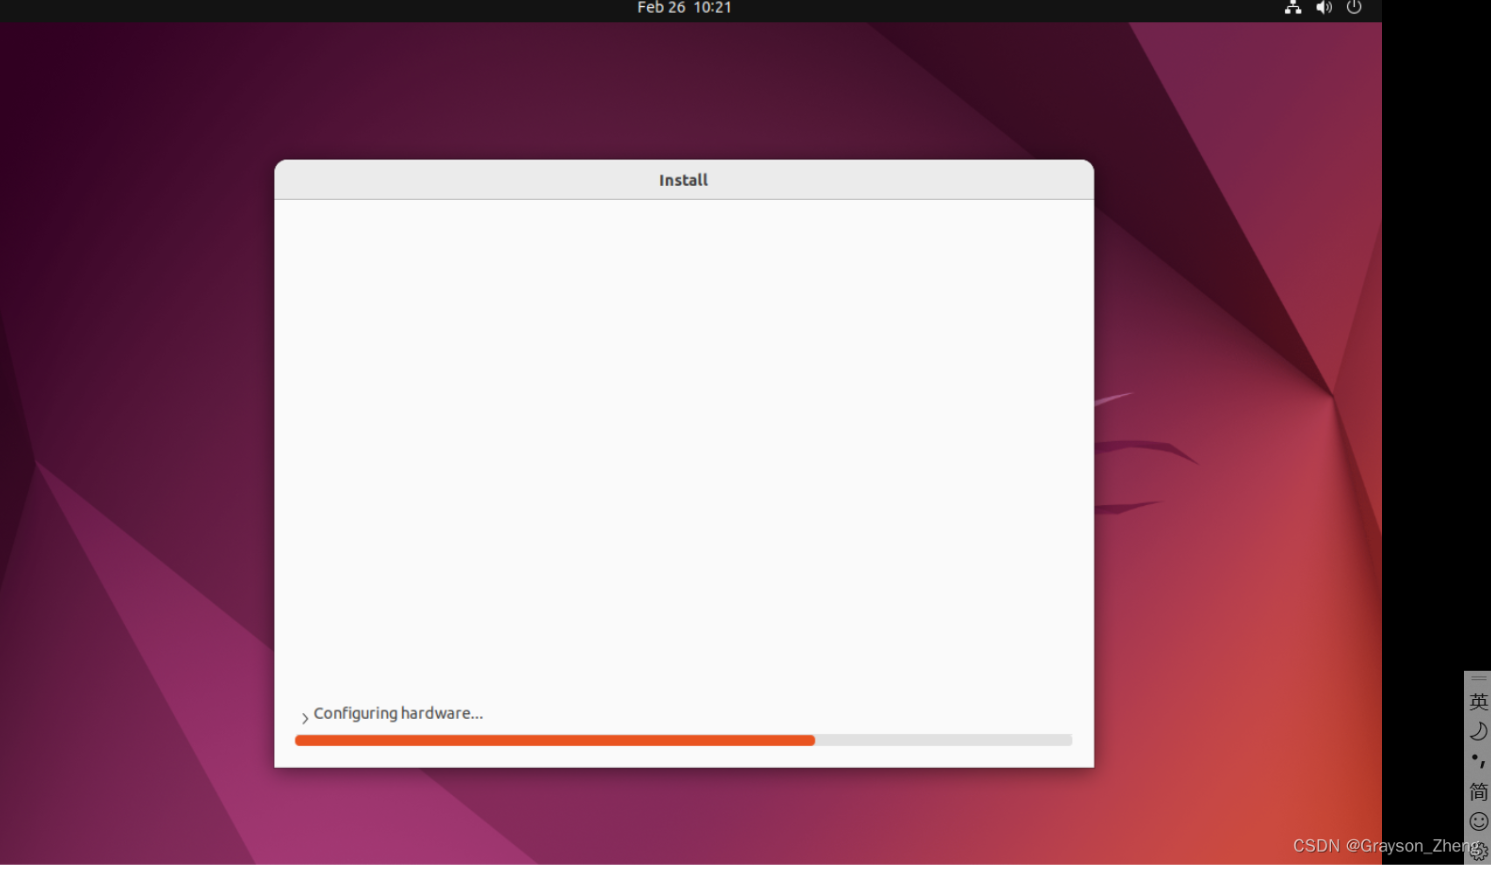 Feb 26 10:21
Install
Configuring hardware...
英
简
CSDN @Grayson_Zheng